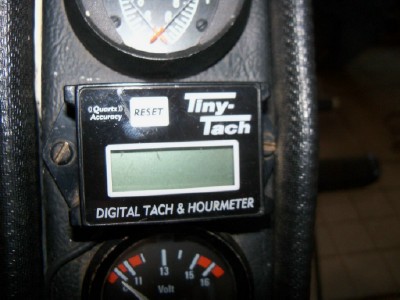 ((Quartz))
Accuracy
RESET
Tiny-
Tach
DIGITAL TACH & HOURMETER
11 13 15 16
Volt